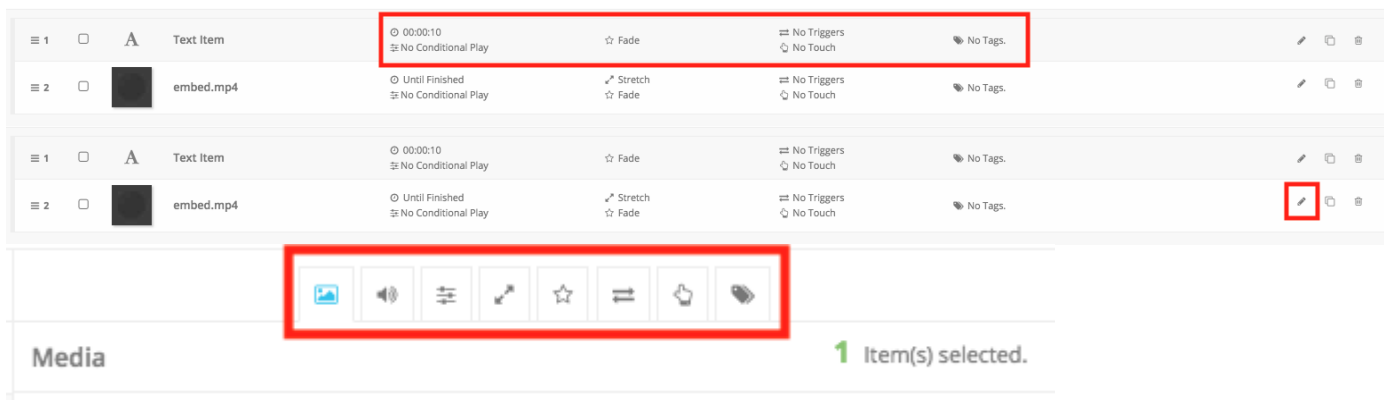 1 A Text Item 00:00:10 Fade No Triggers No Tags.
No Conditional Play No Touch
2 embed.mp4 Until Finished Stretch No Triggers No Tags.
No Conditional Play Fade No Touch
1 A Text Item 00:00:10 Fade No Triggers No Tags.
No Conditional Play No Touch
2 embed.mp4 Until Finished Stretch No Triggers No Tags.
No Conditional Play Fade No Touch
Media 1 Item(s) selected.